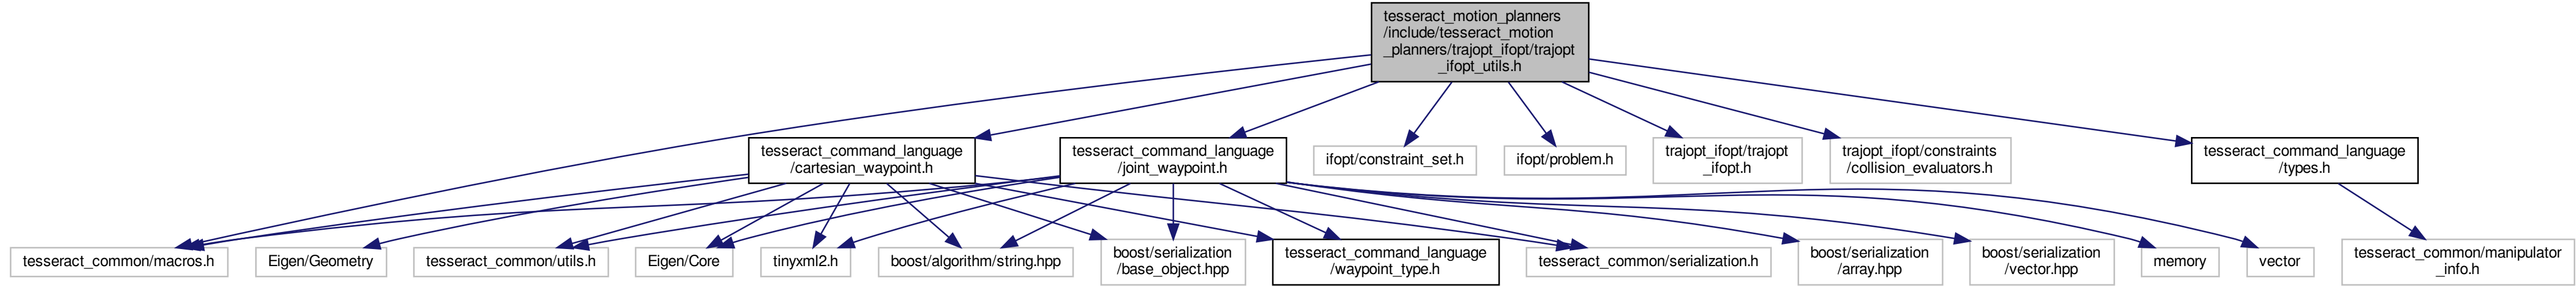 tesseract_motion_planners
/include/tesseract_motion
_planners/trajopt_ifopt/trajopt
_ifopt_utils.h
tesseract_command_language
/cartesian_waypoint.h
tesseract_command_language
/joint_waypoint.h
ifopt/constraint_set.h
ifopt/problem.h
trajopt_ifopt/trajopt
_ifopt.h
trajopt_ifopt/constraints
/collision_evaluators.h
tesseract_command_language
/types.h
tesseract_common/macros.h
Eigen/Geometry
tesseract_common/utils.h
Eigen/Core
tinyxml2.h
boost/algorithm/string.hpp
boost/serialization
/base_object.hpp
tesseract_command_language
/waypoint_type.h
tesseract_common/serialization.h
boost/serialization
/array.hpp
boost/serialization
/vector.hpp
memory
vector
tesseract_common/manipulator
_info.h